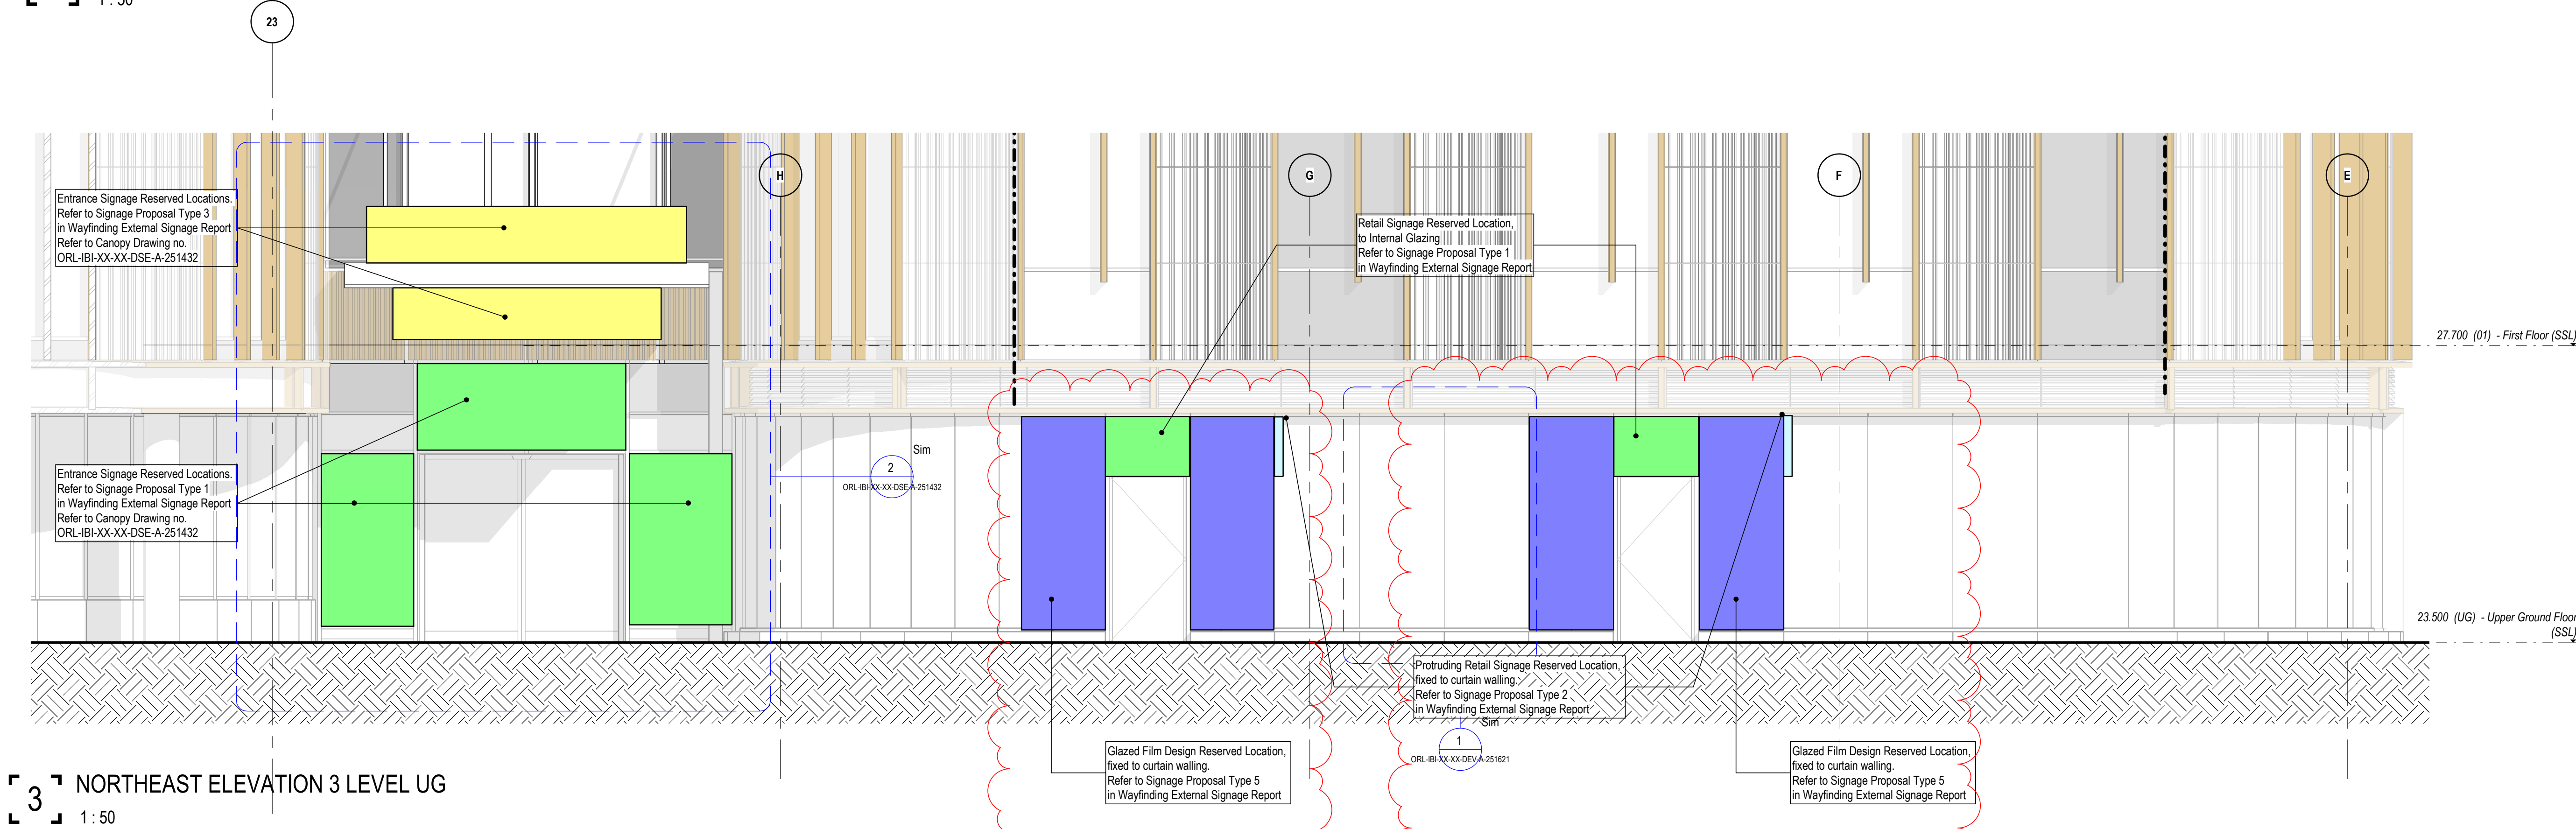 1 : 50
23
H
G
F
E
Entrance Signage Reserved Locations.
Refer to Signage Proposal Type 3
in Wayfinding External Signage Report
Refer to Canopy Drawing no.
ORL-IBI-XX-XX-DSE-A-251432
Retail Signage Reserved Location,
to Internal Glazing
Refer to Signage Proposal Type 1
in Wayfinding External Signage Report
27.700 (01) - First Floor (SSL)
Entrance Signage Reserved Locations.
Refer to Signage Proposal Type 1
in Wayfinding External Signage Report
Refer to Canopy Drawing no.
ORL-IBI-XX-XX-DSE-A-251432
Sim
2
ORL-IBI-XX-XX-DSE-A-251432
23.500 (UG) - Upper Ground Floor
(SSL)
Protruding Retail Signage Reserved Location,
fixed to curtain walling.
Refer to Signage Proposal Type 2
in Wayfinding External Signage Report
Sim
1
ORL-IBI-XX-XX-DEV-A-251621
Glazed Film Design Reserved Location,
fixed to curtain walling.
Refer to Signage Proposal Type 5
in Wayfinding External Signage Report
Glazed Film Design Reserved Location,
fixed to curtain walling.
Refer to Signage Proposal Type 5
in Wayfinding External Signage Report
3
NORTHEAST ELEVATION 3 LEVEL UG
1 : 50